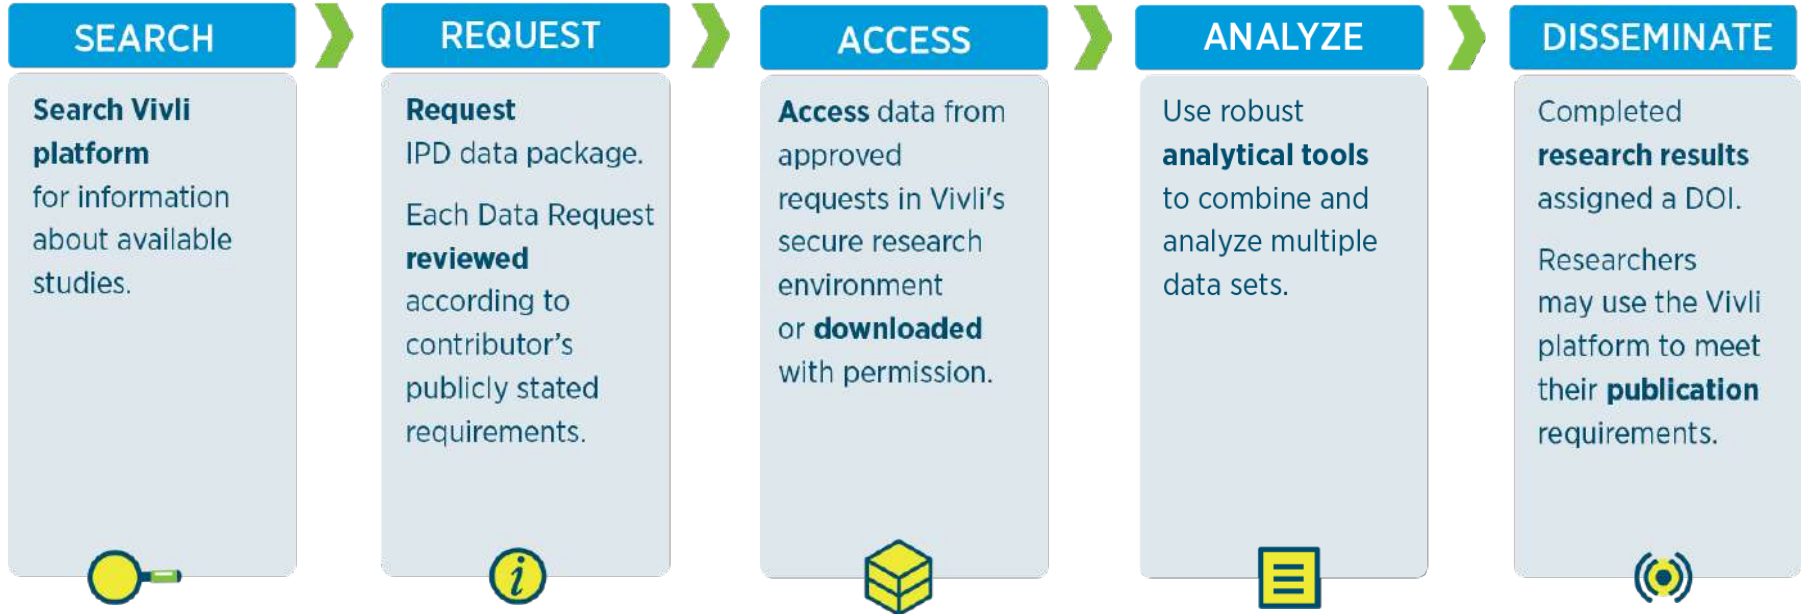 SEARCH
Search Vivli
platform
for information
about available
studies.
REQUEST
Request
IPD data package.
Each Data Request
reviewed
according to
contributor’s
publicly stated
requirements.
ACCESS
Access data from
approved
requests in Vivli's
secure research
environment
or downloaded
with permission.
ANALYZE
Use robust
analytical tools
to combine and
analyze multiple
data sets.
DISSEMINATE
Completed
research results
assigned a DOI.
Researchers
may use the Vivli
platform to meet
their publication
requirements.
i